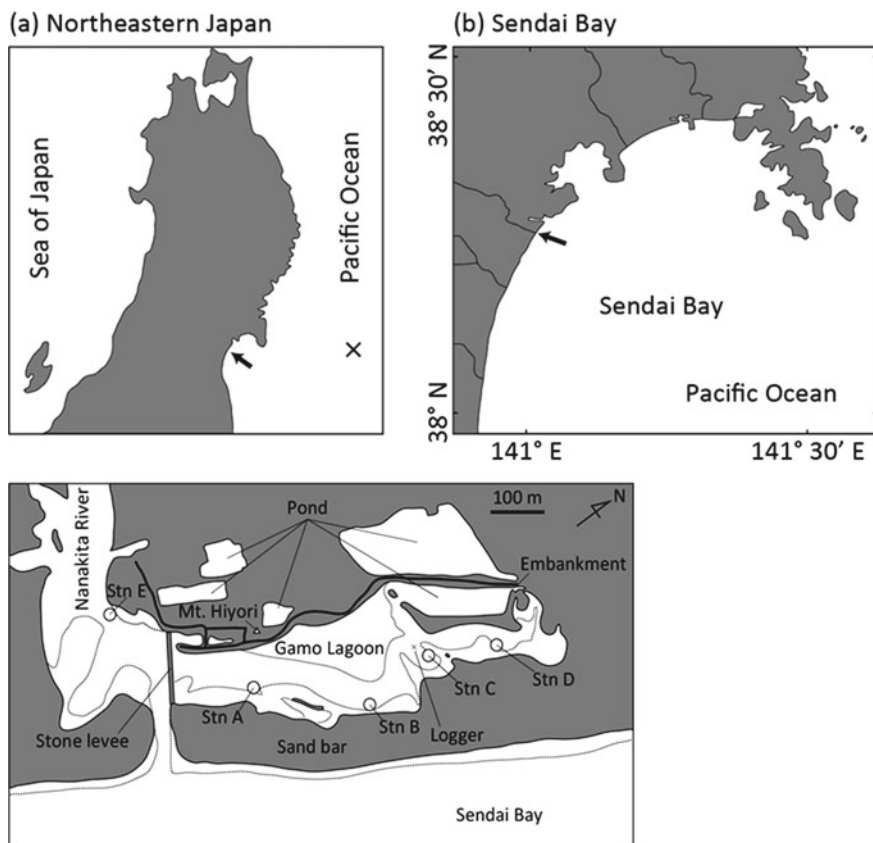 (a) Northeastern Japan
Sea of Japan
Pacific Ocean
(b) Sendai Bay
38° 30′ N
38° N
Sendai Bay
Pacific Ocean
141° E
141° 30′ E
100 m
N
Pond
Nanakita River
Embankment
Stn E
Mt. Hiyori
Gamo Lagoon
Stn C
Stn D
Stn A
Stn B
Stone levee
Logger
Sand bar
Sendai Bay